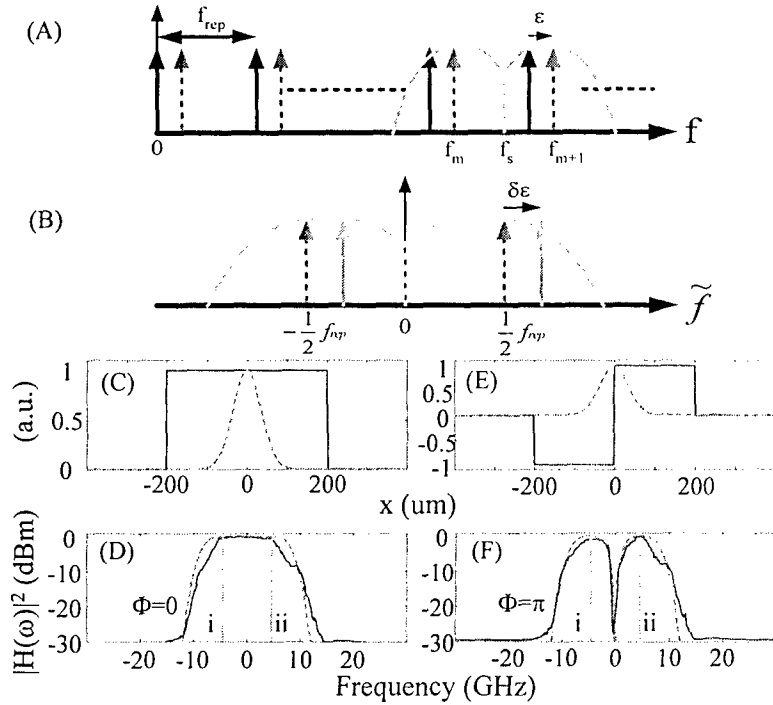 (A)
f_rep
ε
0
f_m
f_s
f_{m+1}
f
(B)
δε
-1/2 f_rep
0
1/2 f_rep
f̃
(C)
(a.u.)
1
0.5
0
-200
0
200
(E)
1
0.5
0
-0.5
-1
-200
0
200
x (um)
(D)
|H(ω)|² (dBm)
0
-10
-20
-30
Φ=0
i
ii
-20
-10
0
10
20
(F)
0
-10
-20
-30
Φ=π
i
ii
-20
-10
0
10
20
Frequency (GHz)